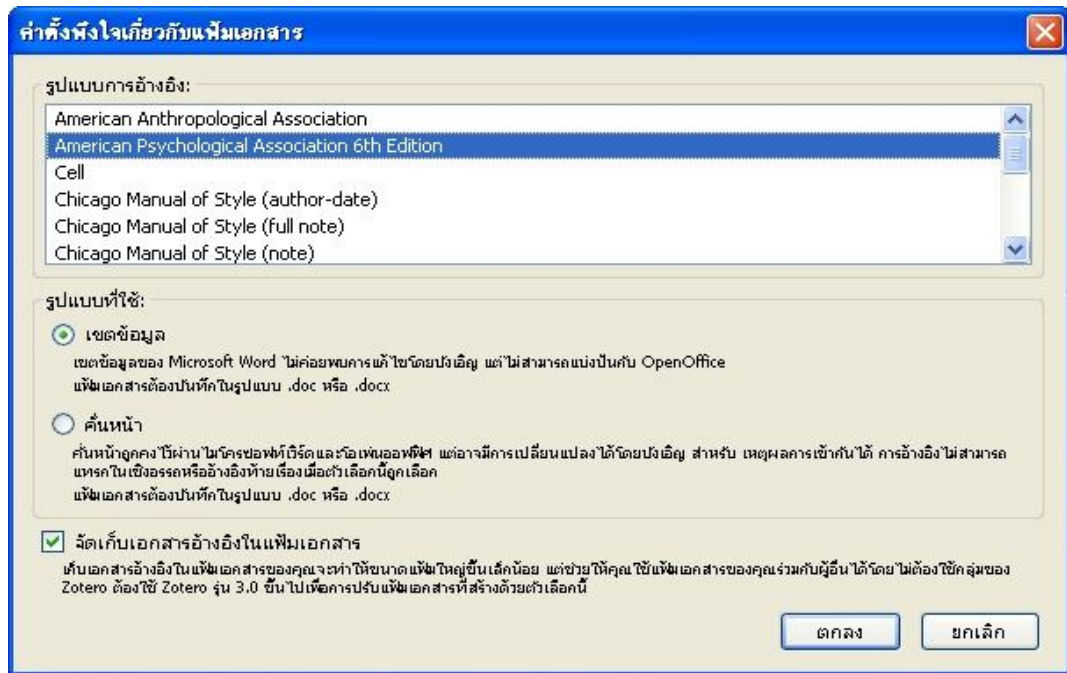 ค่าตั้งพึงใจเกี่ยวกับแฟ้มเอกสาร
รูปแบบการอ้างอิง:
American Anthropological Association
American Psychological Association 6th Edition
Cell
Chicago Manual of Style (author-date)
Chicago Manual of Style (full note)
Chicago Manual of Style (note)
รูปแบบที่ใช้:
เขตข้อมูล
เขตข้อมูลของ Microsoft Word ไม่ค่อยพบการแก้ไขโดยบังเอิญ แต่ไม่สามารถแบ่งปันกับ OpenOffice
แฟ้มเอกสารต้องบันทึกในรูปแบบ .doc หรือ .docx
คั่นหน้า
คั่นหน้าถูกคงไว้ผ่านไมโครซอฟท์เวิร์ดและโอเพ่นออฟฟิศ แต่อาจมีการเปลี่ยนแปลงได้โดยบังเอิญ สำหรับ เหตุผลการเข้ากันได้ การอ้างอิงไม่สามารถ
แทรกในเชิงอรรถหรืออ้างอิงท้ายเรื่องเมื่อตัวเลือกนี้ถูกเลือก
แฟ้มเอกสารต้องบันทึกในรูปแบบ .doc หรือ .docx
จัดเก็บเอกสารอ้างอิงในแฟ้มเอกสาร
เก็บเอกสารอ้างอิงในแฟ้มเอกสารของคุณจะทำให้ขนาดแฟ้มใหญ่ขึ้นเล็กน้อย แต่ช่วยให้คุณใช้แฟ้มเอกสารของคุณร่วมกับผู้อื่นได้โดยไม่ต้องใช้กลุ่มของ
Zotero ต้องใช้ Zotero รุ่น 3.0 ขึ้นไปเพื่อการปรับแฟ้มเอกสารที่สร้างด้วยตัวเลือกนี้
ตกลง
ยกเลิก